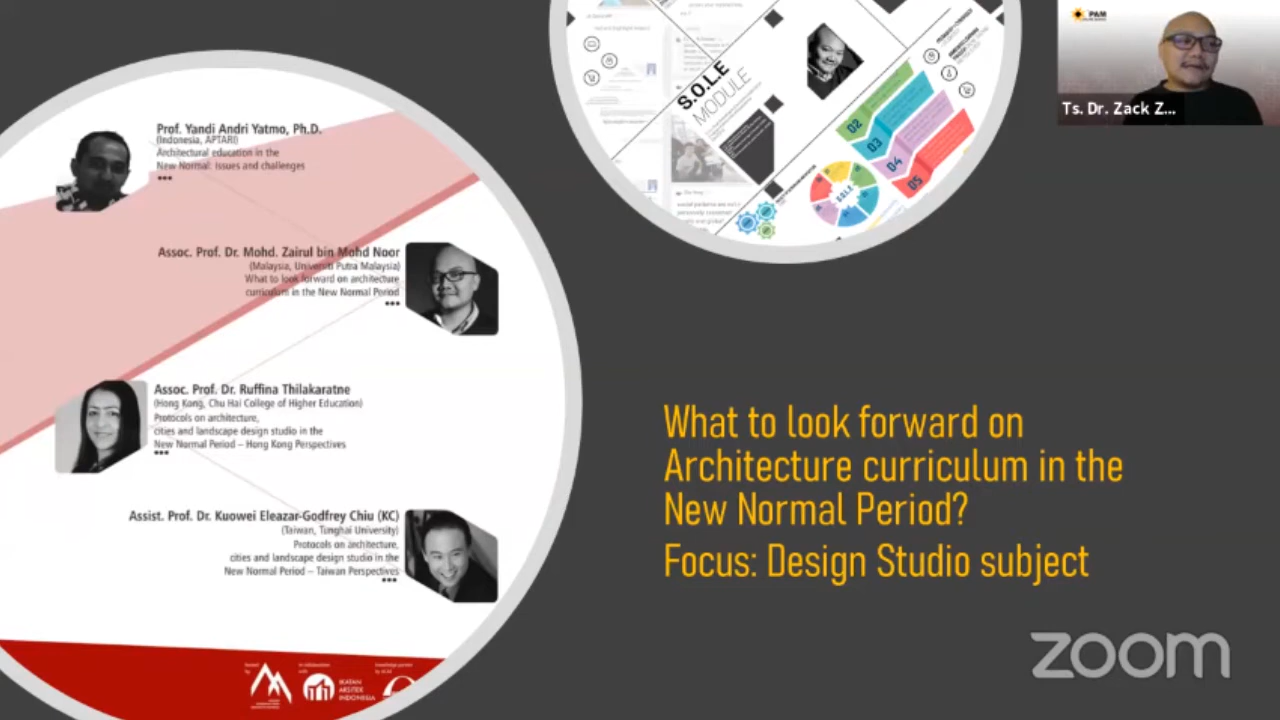 Prof. Yandi Andri Yatmo, Ph.D.
(Indonesia, APTARI)
Architectural education in the
New Normal: issues and challenges
Assoc. Prof. Dr. Mohd. Zairul bin Mohd Noor
(Malaysia, Universiti Putra Malaysia)
What to look forward on architecture
curriculum in the New Normal Period
Assoc. Prof. Dr. Ruffina Thilakaratne
(Hong Kong, Chu Hai College of Higher Education)
Protocols on architecture,
cities and landscape design studio in the
New Normal Period – Hong Kong Perspectives
Assist. Prof. Dr. Kuowei Eleazar-Godfrey Chiu (KC)
(Taiwan, Tunghai University)
Protocols on architecture,
cities and landscape design studio in the
New Normal Period – Taiwan Perspectives
IKATAN
ARSITEK
INDONESIA
S.O.L.E
MODULE
02
03
04
05
SOLE
PAM
Ts. Dr. Zack Z...
What to look forward on
Architecture curriculum in the
New Normal Period?
Focus: Design Studio subject
zoom